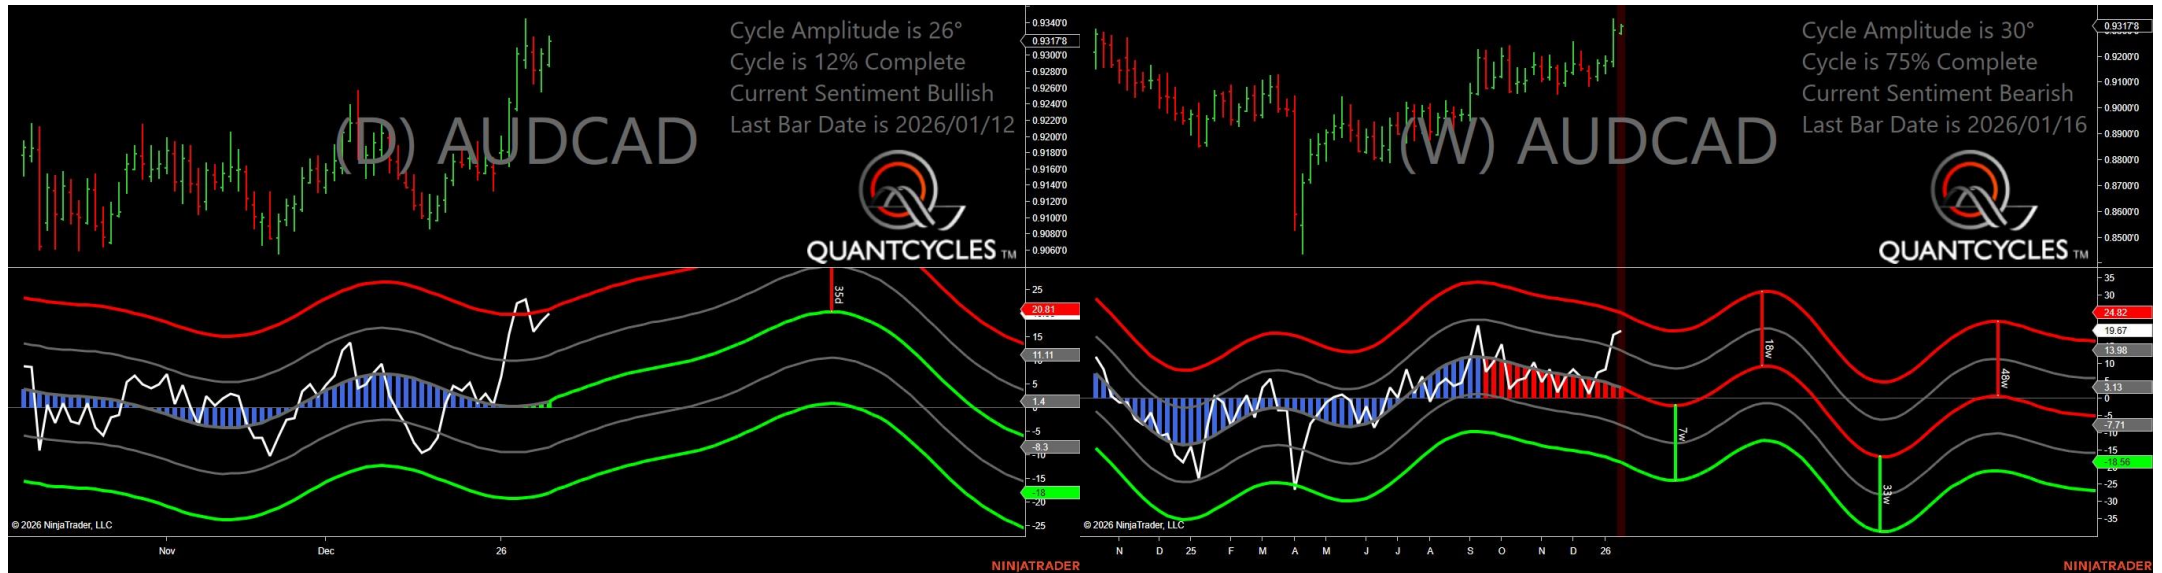 Cycle Amplitude is 26°
Cycle is 12% Complete
Current Sentiment Bullish
Last Bar Date is 2026/01/12
(D) AUDCAD
QUANTCYCLES TM
0.9340'0
0.9317'8
0.9300'0
0.9280'0
0.9260'0
0.9240'0
0.9220'0
0.9200'0
0.9180'0
0.9160'0
0.9140'0
0.9120'0
0.9100'0
0.9080'0
0.9060'0
35d
25
20.81
15
11.11
5
1.4
0
-5
-8.3
-10
-15
-18
-20
-25
© 2026 NinjaTrader, LLC
Nov
Dec
26
NINJATRADER
Cycle Amplitude is 30°
Cycle is 75% Complete
Current Sentiment Bearish
Last Bar Date is 2026/01/16
(W) AUDCAD
QUANTCYCLES TM
0.9317'8
0.9200'0
0.9100'0
0.9000'0
0.8900'0
0.8800'0
0.8700'0
0.8600'0
0.8500'0
7w
18w
33w
48w
35
30
24.82
19.67
13.98
10
3.13
0
-5
-7.71
-10
-15
-18.56
-25
-30
-35
© 2026 NinjaTrader, LLC
N D 25 F M A M J J A S O N D 26
NINJATRADER